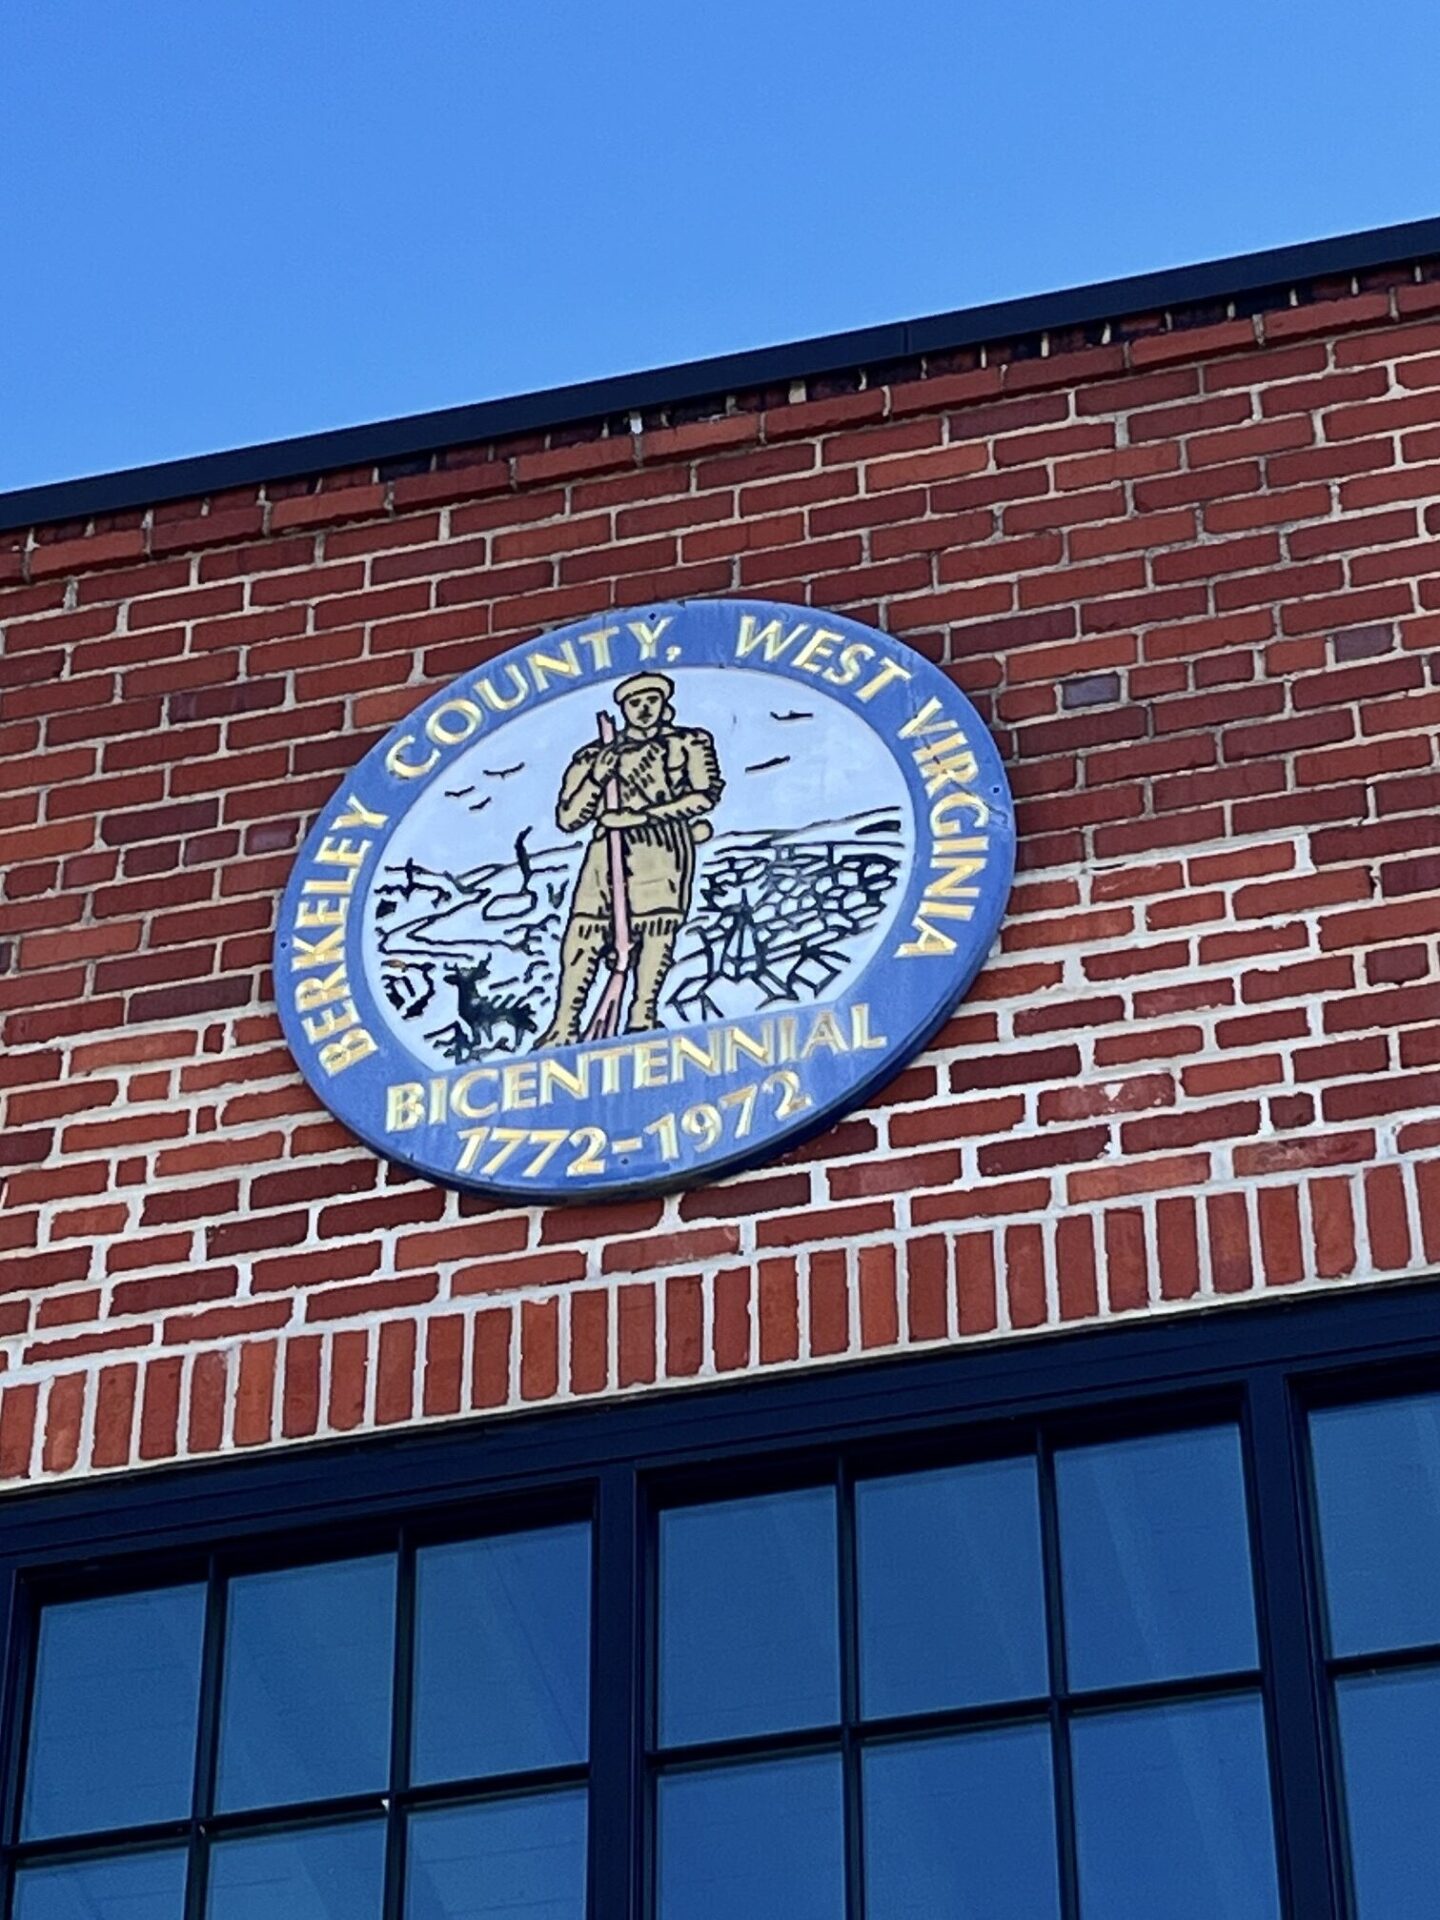 BERKELEY COUNTY, WEST VIRGINIA
BICENTENNIAL
1772-1972